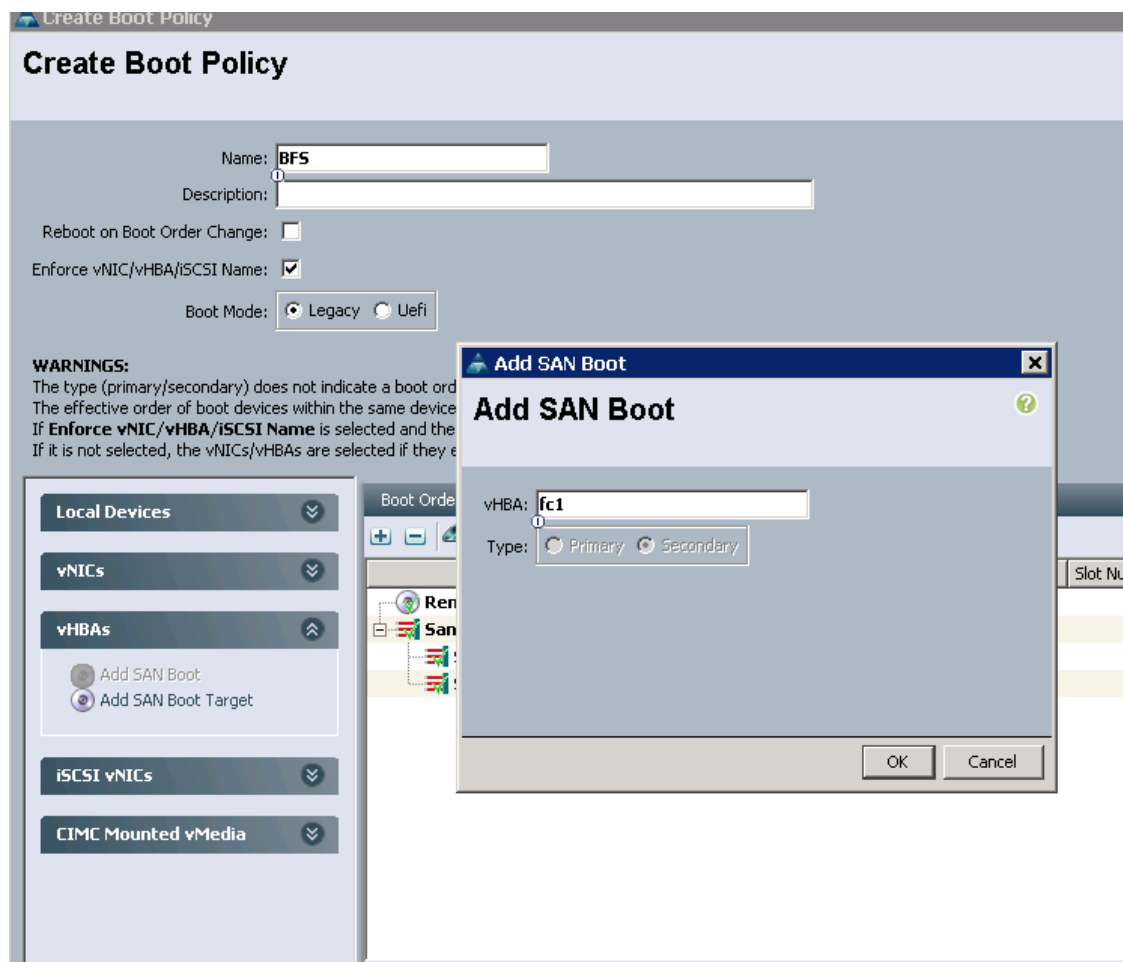 Create Boot Policy
Create Boot Policy
Name: BFS
Description:
Reboot on Boot Order Change:
Enforce vNIC/vHBA/iSCSI Name:
Boot Mode: Legacy Uefi
WARNINGS:
The type (primary/secondary) does not indicate a boot ord
The effective order of boot devices within the same device
If Enforce vNIC/vHBA/iSCSI Name is selected and the
If it is not selected, the vNICs/vHBAs are selected if they e
Local Devices
vNICs
vHBAs
Add SAN Boot
Add SAN Boot Target
iSCSI vNICs
CIMC Mounted vMedia
Boot Orde
Slot Nu
Ren
San
Add SAN Boot
Add SAN Boot
vHBA: fc1
Type: Primary Secondary
OK Cancel